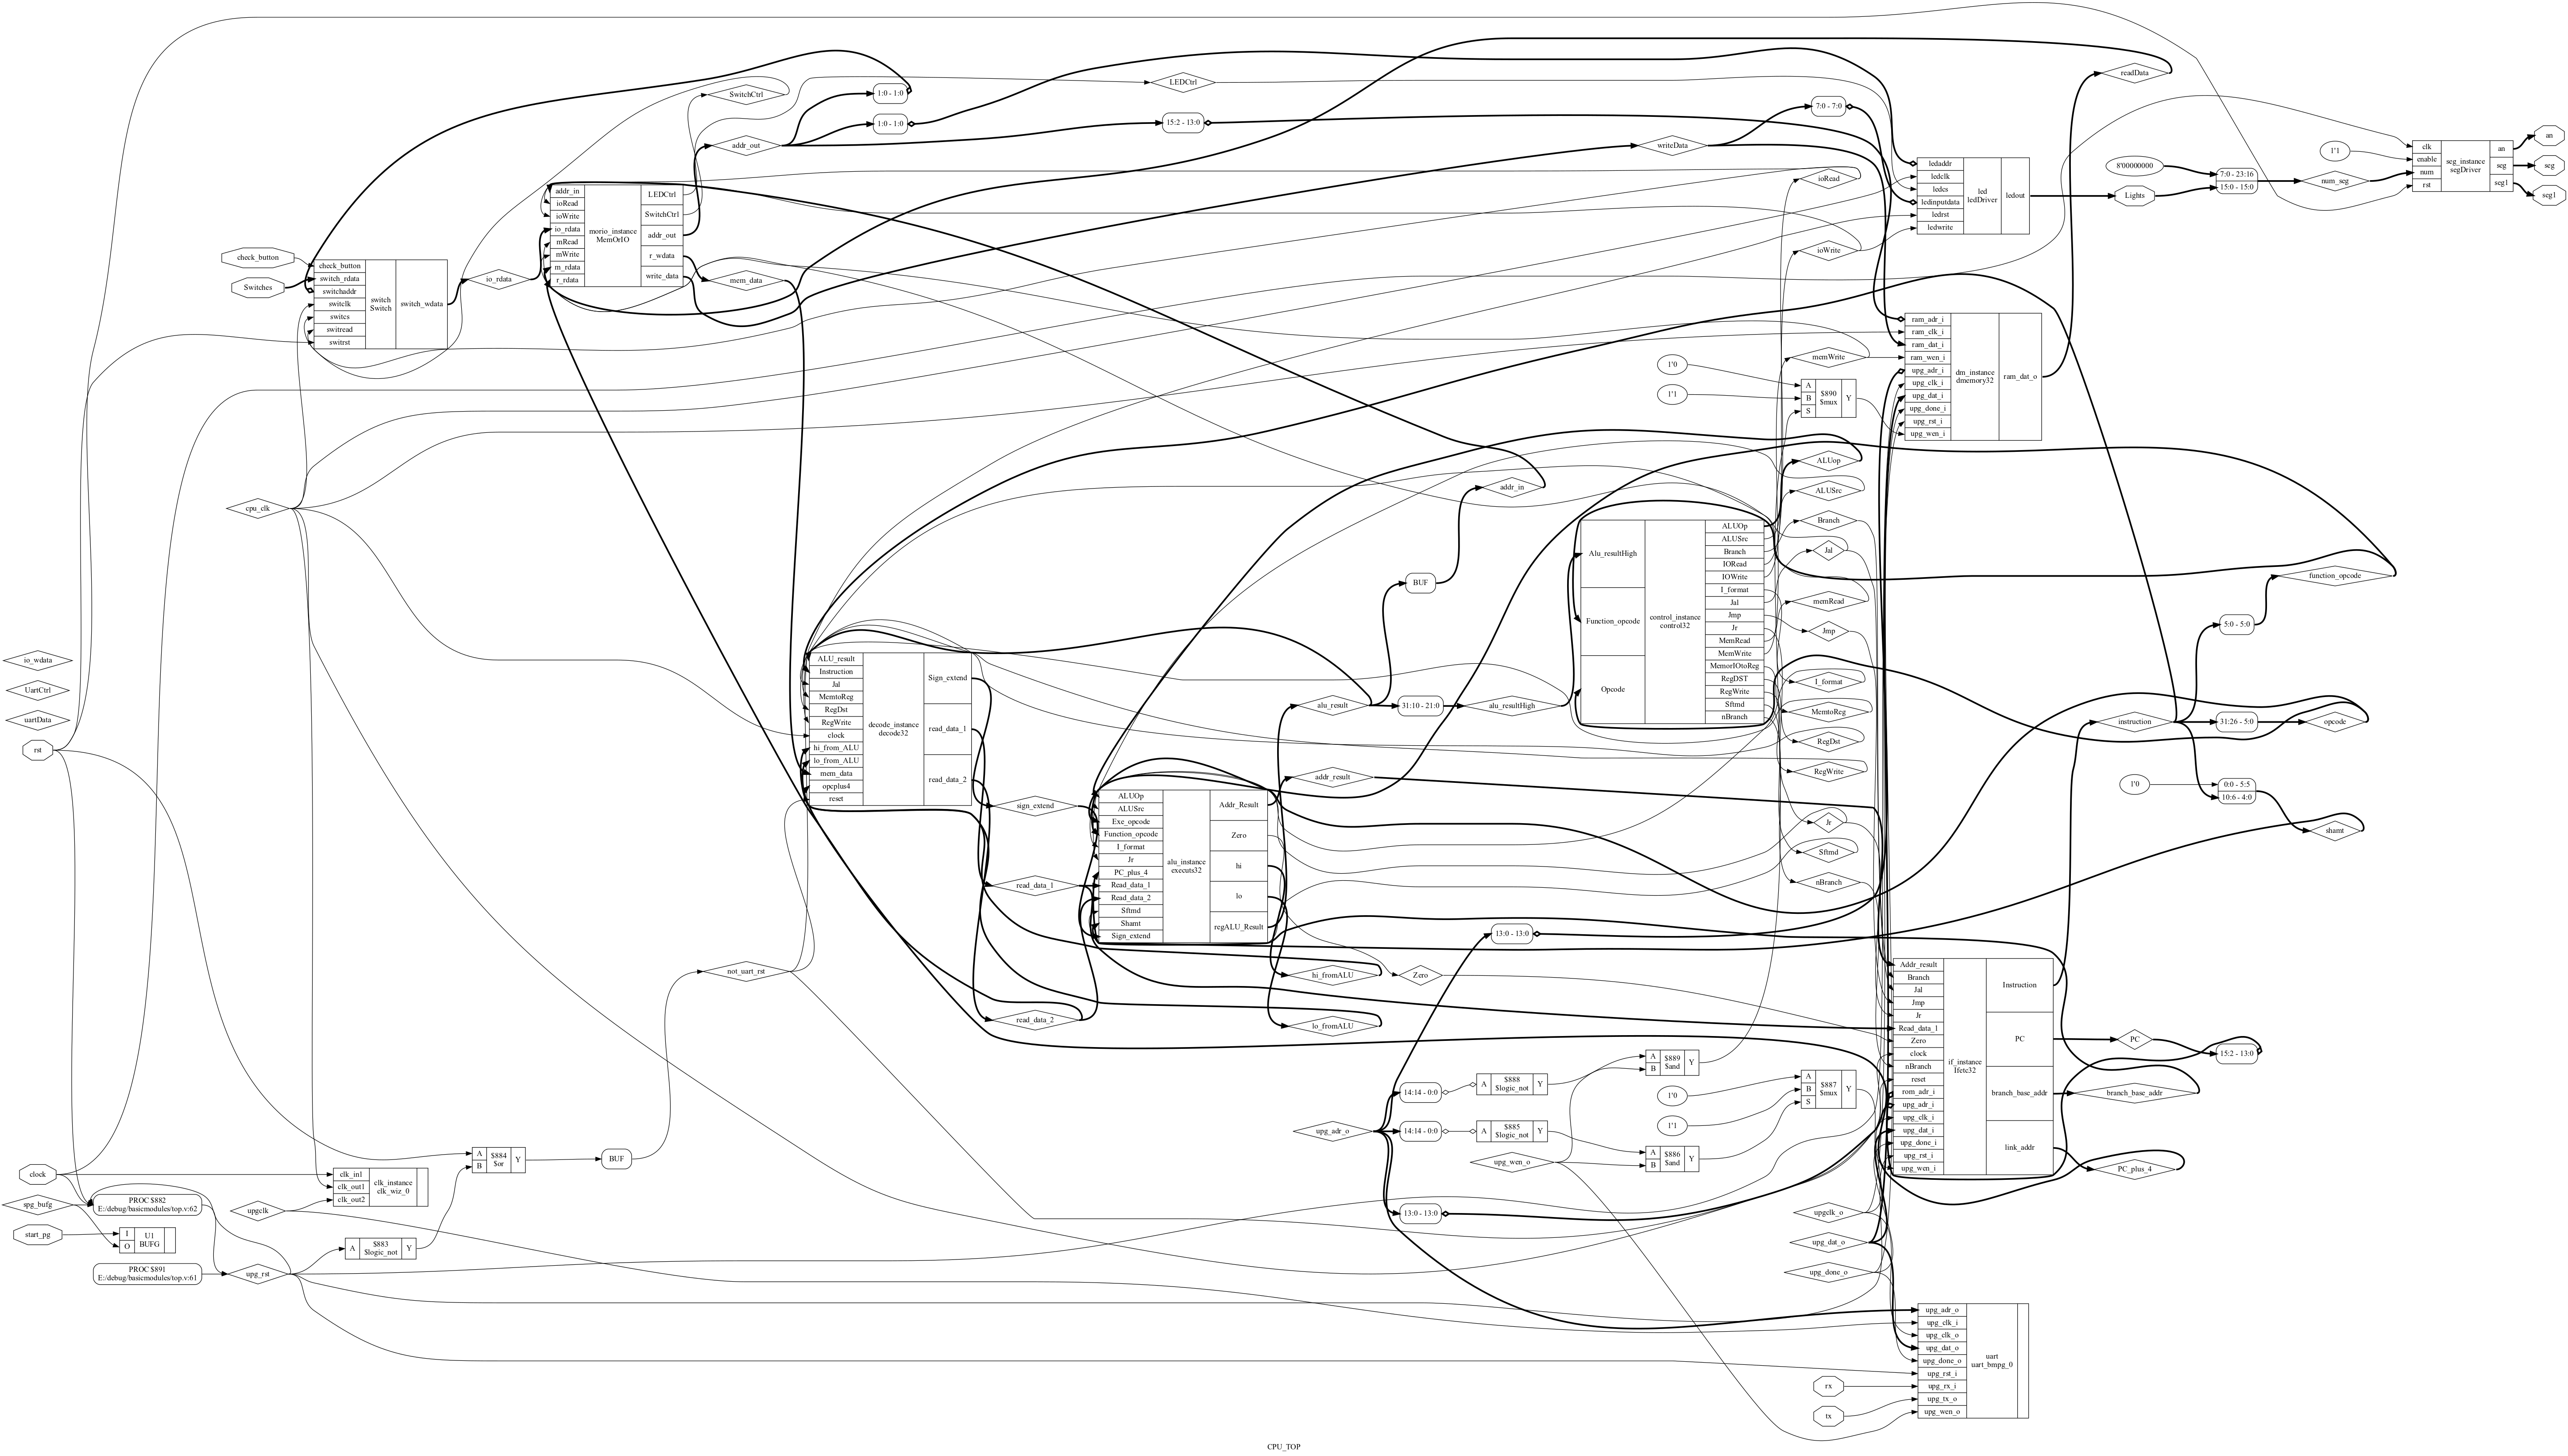 readData
LEDCtrl
SwitchCtrl
1:0 - 1:0
7:0 - 7:0
1:0 - 1:0
15:2 - 13:0
addr_out
writeData
an
clk
enable
num
rst
seg_instance
segDriver
an
seg
seg1
1'1
8'00000000
7:0 - 23:16
15:0 - 15:0
num_seg
seg
seg1
ledaddr
ledclk
ledcs
ledinputdata
ledrst
ledwrite
led
ledDriver
ledout
Lights
ioRead
ioWrite
addr_in
ioRead
ioWrite
io_rdata
mRead
mWrite
m_rdata
r_rdata
morio_instance
MemOrIO
LEDCtrl
SwitchCtrl
addr_out
r_wdata
write_data
mem_data
check_button
Switches
check_button
switch_rdata
switchaddr
switclk
switcs
switread
switrst
switch
Switch
switch_wdata
io_rdata
ram_adr_i
ram_clk_i
ram_dat_i
ram_wen_i
upg_adr_i
upg_clk_i
upg_dat_i
upg_done_i
upg_rst_i
upg_wen_i
dm_instance
dmemory32
ram_dat_o
memWrite
1'0
1'1
A
B
S
$890
$mux
Y
ALUop
ALUSrc
Branch
Jal
memRead
Jmp
I_format
MemtoReg
RegDst
RegWrite
Jr
Sftmd
nBranch
addr_in
cpu_clk
BUF
Alu_resultHigh
Function_opcode
Opcode
control_instance
control32
ALUOp
ALUSrc
Branch
IORead
IOWrite
I_format
Jal
Jmp
Jr
MemRead
MemWrite
MemorIOtoReg
RegDST
RegWrite
Sftmd
nBranch
function_opcode
5:0 - 5:0
instruction
31:26 - 5:0
opcode
1'0
0:0 - 5:5
10:6 - 4:0
shamt
io_wdata
UartCtrl
uartData
rst
ALU_result
Instruction
Jal
MemtoReg
RegDst
RegWrite
clock
hi_from_ALU
lo_from_ALU
mem_data
opcplus4
reset
decode_instance
decode32
Sign_extend
read_data_1
read_data_2
alu_result
31:10 - 21:0
alu_resultHigh
addr_result
sign_extend
read_data_1
read_data_2
ALUOp
ALUSrc
Exe_opcode
Function_opcode
I_format
Jr
PC_plus_4
Read_data_1
Read_data_2
Sftmd
Shamt
Sign_extend
alu_instance
executs32
Addr_Result
Zero
hi
lo
regALU_Result
hi_fromALU
Zero
lo_fromALU
13:0 - 13:0
not_uart_rst
Addr_result
Branch
Jal
Jmp
Jr
Read_data_1
Zero
clock
nBranch
reset
rom_adr_i
upg_adr_i
upg_clk_i
upg_dat_i
upg_done_i
upg_rst_i
upg_wen_i
if_instance
Ifetc32
Instruction
PC
branch_base_addr
link_addr
PC
15:2 - 13:0
branch_base_addr
PC_plus_4
A
B
$889
$and
Y
14:14 - 0:0
A
$888
$logic_not
Y
1'0
1'1
A
B
S
$887
$mux
Y
upg_adr_o
14:14 - 0:0
A
$885
$logic_not
Y
upg_wen_o
A
B
$886
$and
Y
13:0 - 13:0
clock
spg_bufg
start_pg
PROC $882
E:/debug/basicmodules/top.v:62
I
O
U1
BUFG
PROC $891
E:/debug/basicmodules/top.v:61
clk_in1
clk_out1
clk_out2
clk_instance
clk_wiz_0
A
B
$884
$or
Y
BUF
upgclk
A
$883
$logic_not
Y
upg_rst
upgclk_o
upg_dat_o
upg_done_o
rx
tx
upg_adr_o
upg_clk_i
upg_clk_o
upg_dat_o
upg_done_o
upg_rst_i
upg_rx_i
upg_tx_o
upg_wen_o
uart
uart_bmpg_0
CPU_TOP